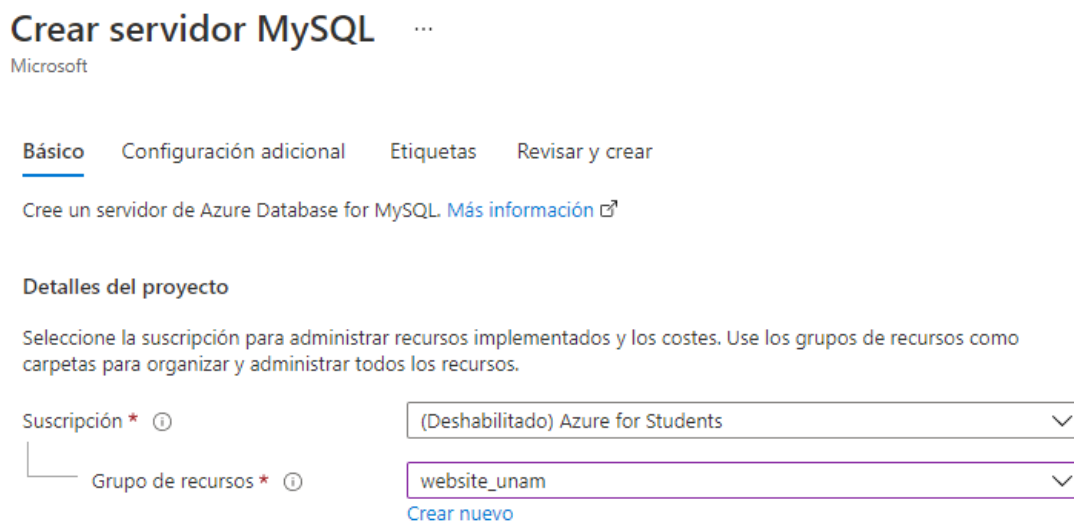 Crear servidor MySQL ...
Microsoft
Básico Configuración adicional Etiquetas Revisar y crear
Cree un servidor de Azure Database for MySQL. Más información
Detalles del proyecto
Seleccione la suscripción para administrar recursos implementados y los costes. Use los grupos de recursos como
carpetas para organizar y administrar todos los recursos.
Suscripción * (Deshabilitado) Azure for Students
Grupo de recursos * website_unam
Crear nuevo